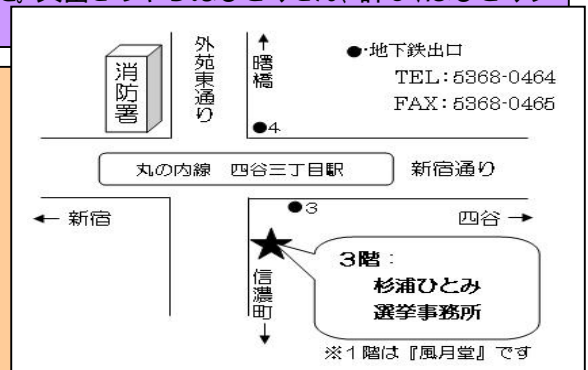 外苑東通り
↑
曙橋
●･地下鉄出口
TEL:5368-0464
FAX:5368-0465
消防署
●4
丸の内線　四谷三丁目駅
新宿通り
← 新宿
●3
四谷 →
★
信濃町
↓
3階：
杉浦ひとみ
選挙事務所
※1階は『風月堂』です